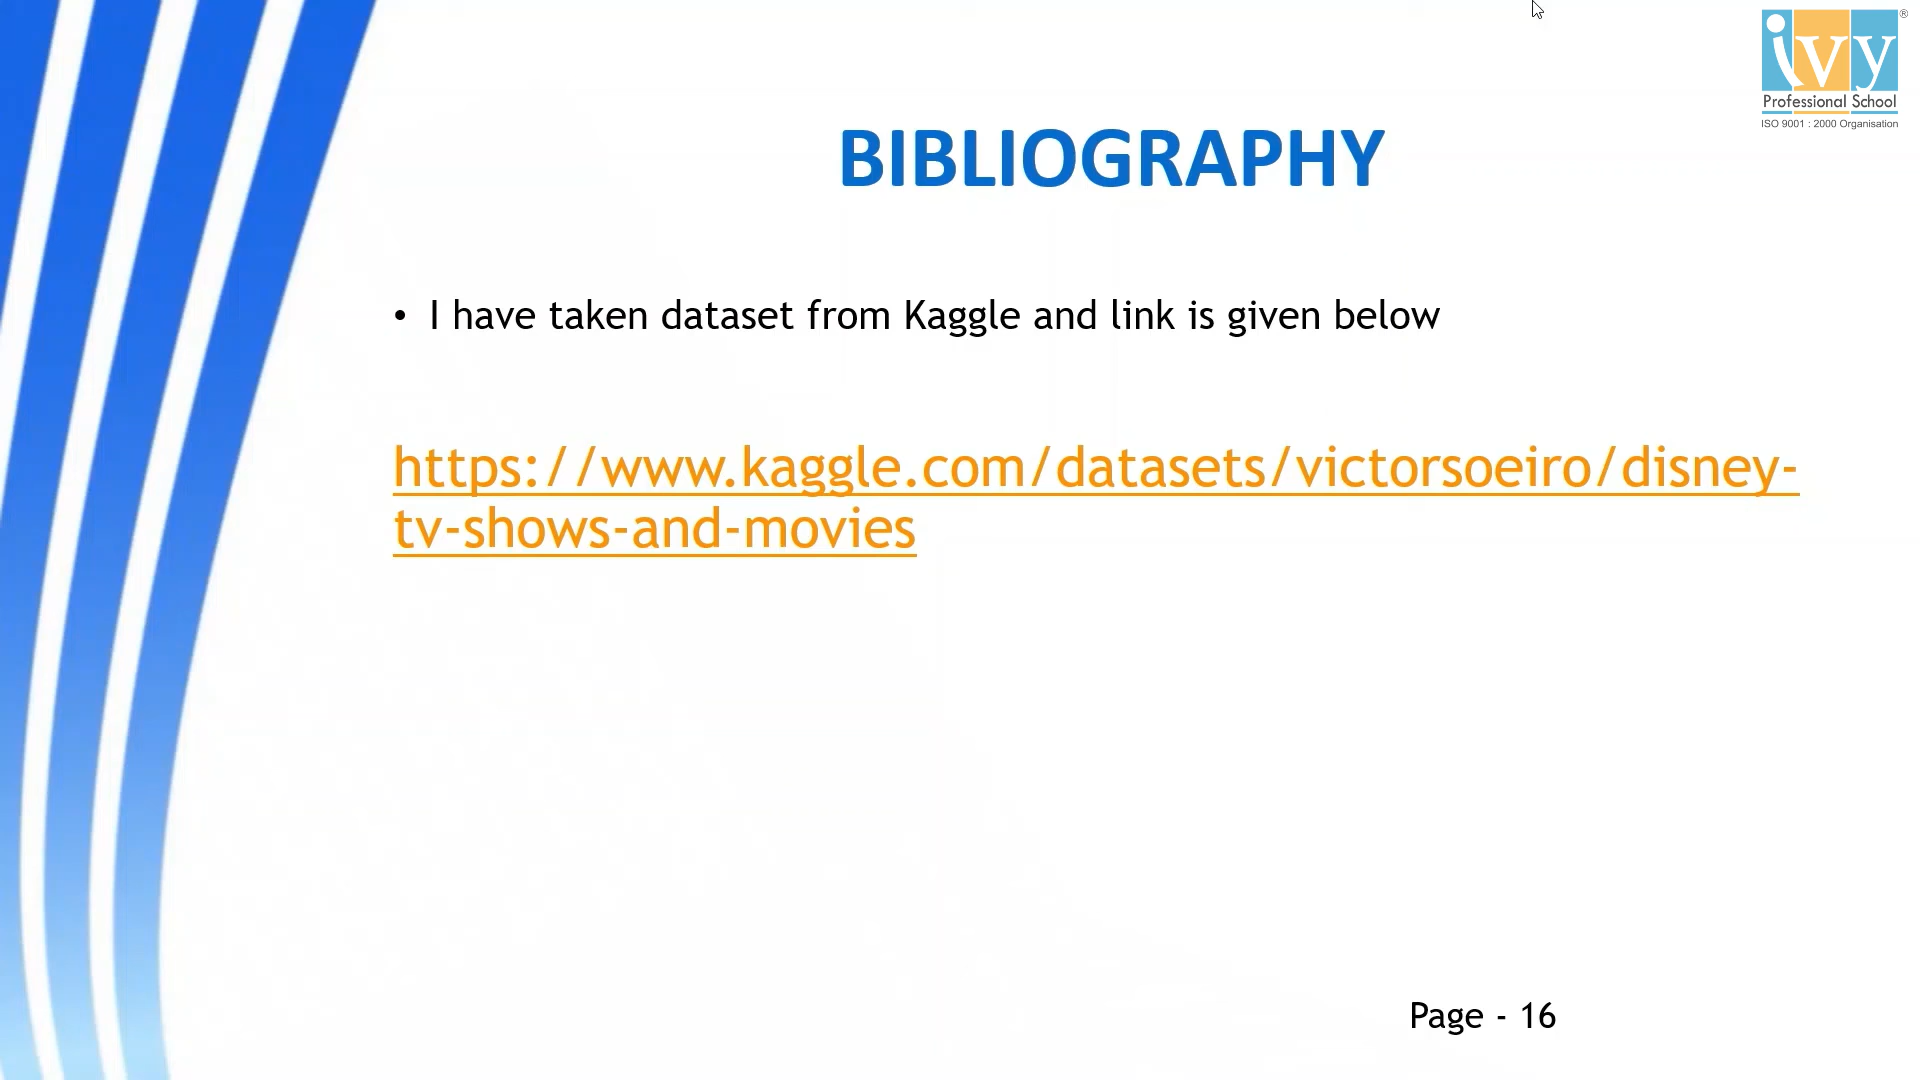 ivy
®
Professional School
ISO 9001 : 2000 Organisation
BIBLIOGRAPHY
• I have taken dataset from Kaggle and link is given below
https://www.kaggle.com/datasets/victorsoeiro/disney-
tv-shows-and-movies
Page - 16